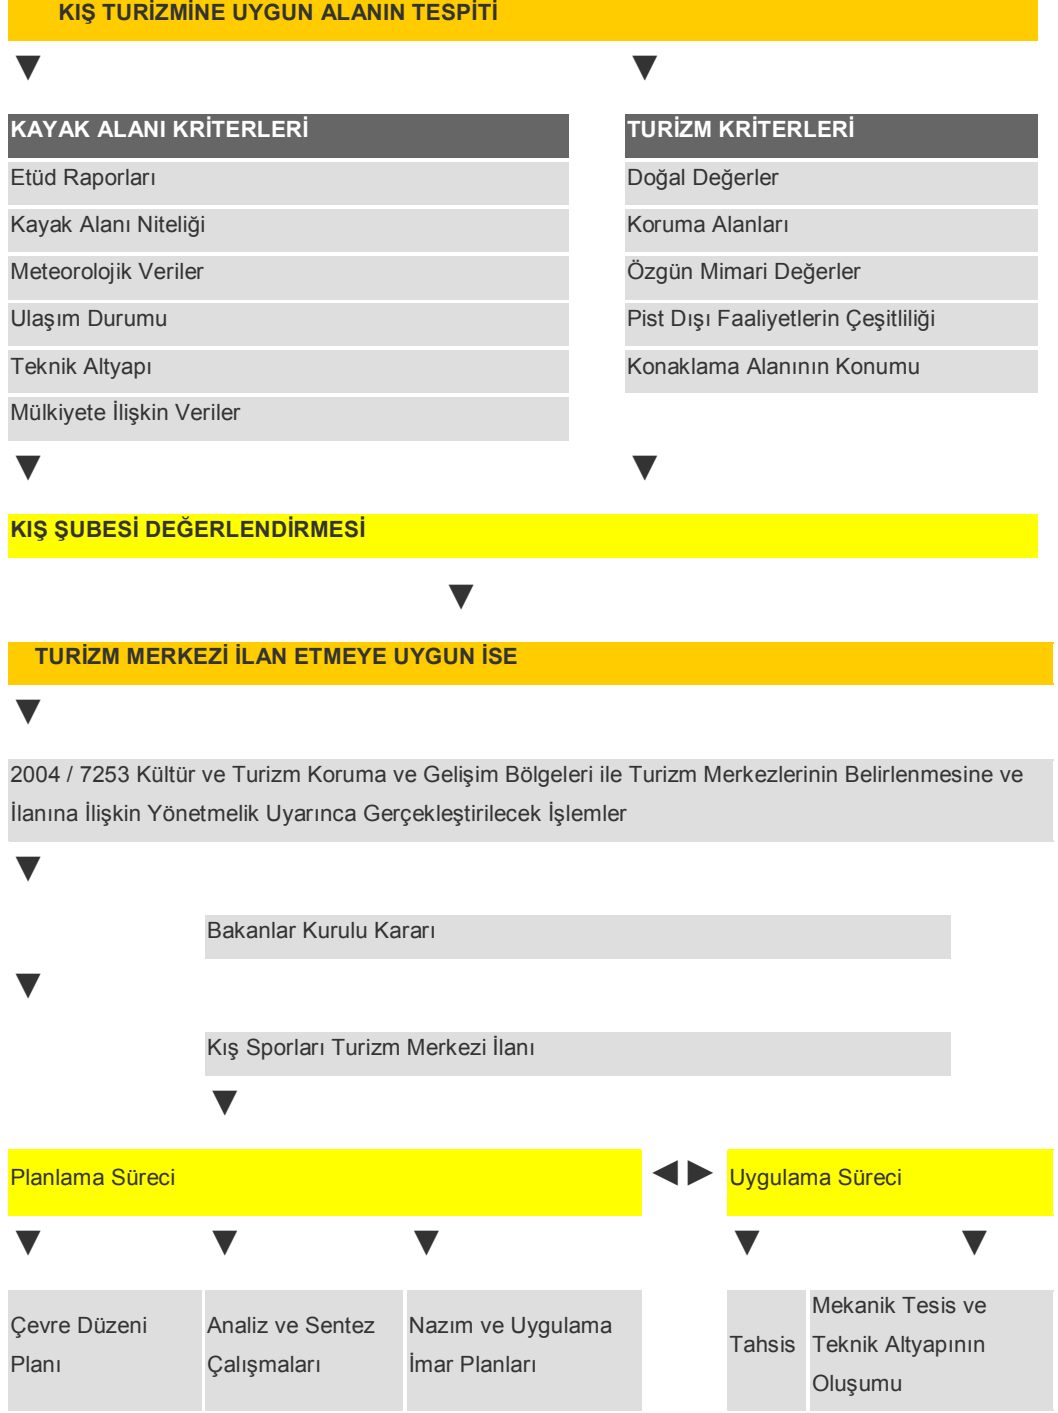 KIŞ TURİZMİNE UYGUN ALANIN TESPİTİ
▼ ▼
KAYAK ALANI KRİTERLERİ
Etüd Raporları
Kayak Alanı Niteliği
Meteorolojik Veriler
Ulaşım Durumu
Teknik Altyapı
Mülkiyete İlişkin Veriler
TURİZM KRİTERLERİ
Doğal Değerler
Koruma Alanları
Özgün Mimari Değerler
Pist Dışı Faaliyetlerin Çeşitliliği
Konaklama Alanının Konumu
▼ ▼
KIŞ ŞUBESİ DEĞERLENDİRMESİ
▼
TURİZM MERKEZİ İLAN ETMEYE UYGUN İSE
▼
2004 / 7253 Kültür ve Turizm Koruma ve Gelişim Bölgeleri ile Turizm Merkezlerinin Belirlenmesine ve
İlanına İlişkin Yönetmelik Uyarınca Gerçekleştirilecek İşlemler
▼
Bakanlar Kurulu Kararı
▼
Kış Sporları Turizm Merkezi İlanı
▼
Planlama Süreci
◄►
Uygulama Süreci
▼ ▼ ▼ ▼ ▼
Çevre Düzeni
Planı
Analiz ve Sentez
Çalışmaları
Nazım ve Uygulama
İmar Planları
Tahsis
Mekanik Tesis ve
Teknik Altyapının
Oluşumu